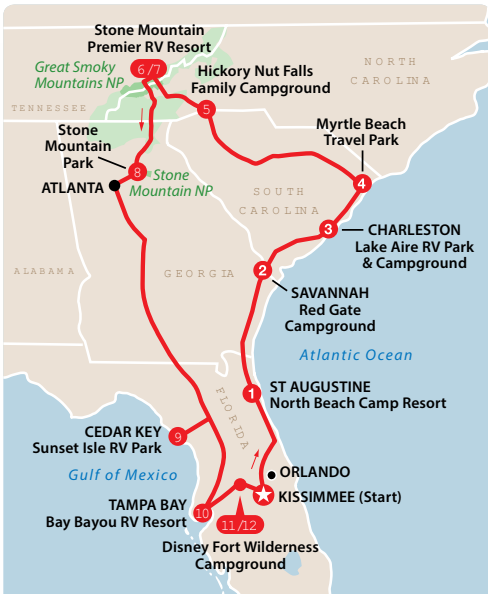 Stone Mountain
Premier RV Resort
6/7
Great Smoky
Mountains NP
NORTH
CAROLINA
Hickory Nut Falls
Family Campground
TENNESSEE
5
Myrtle Beach
Travel Park
Stone
Mountain
Park
8
Stone
Mountain NP
ATLANTA
4
SOUTH
CAROLINA
3
CHARLESTON
Lake Aire RV Park
& Campground
ALABAMA
GEORGIA
2
SAVANNAH
Red Gate
Campground
Atlantic Ocean
1
ST AUGUSTINE
North Beach Camp Resort
FLORIDA
CEDAR KEY
Sunset Isle RV Park
9
Gulf of Mexico
ORLANDO
KISSIMMEE (Start)
TAMPA BAY
Bay Bayou RV Resort
10
11/12
Disney Fort Wilderness
Campground